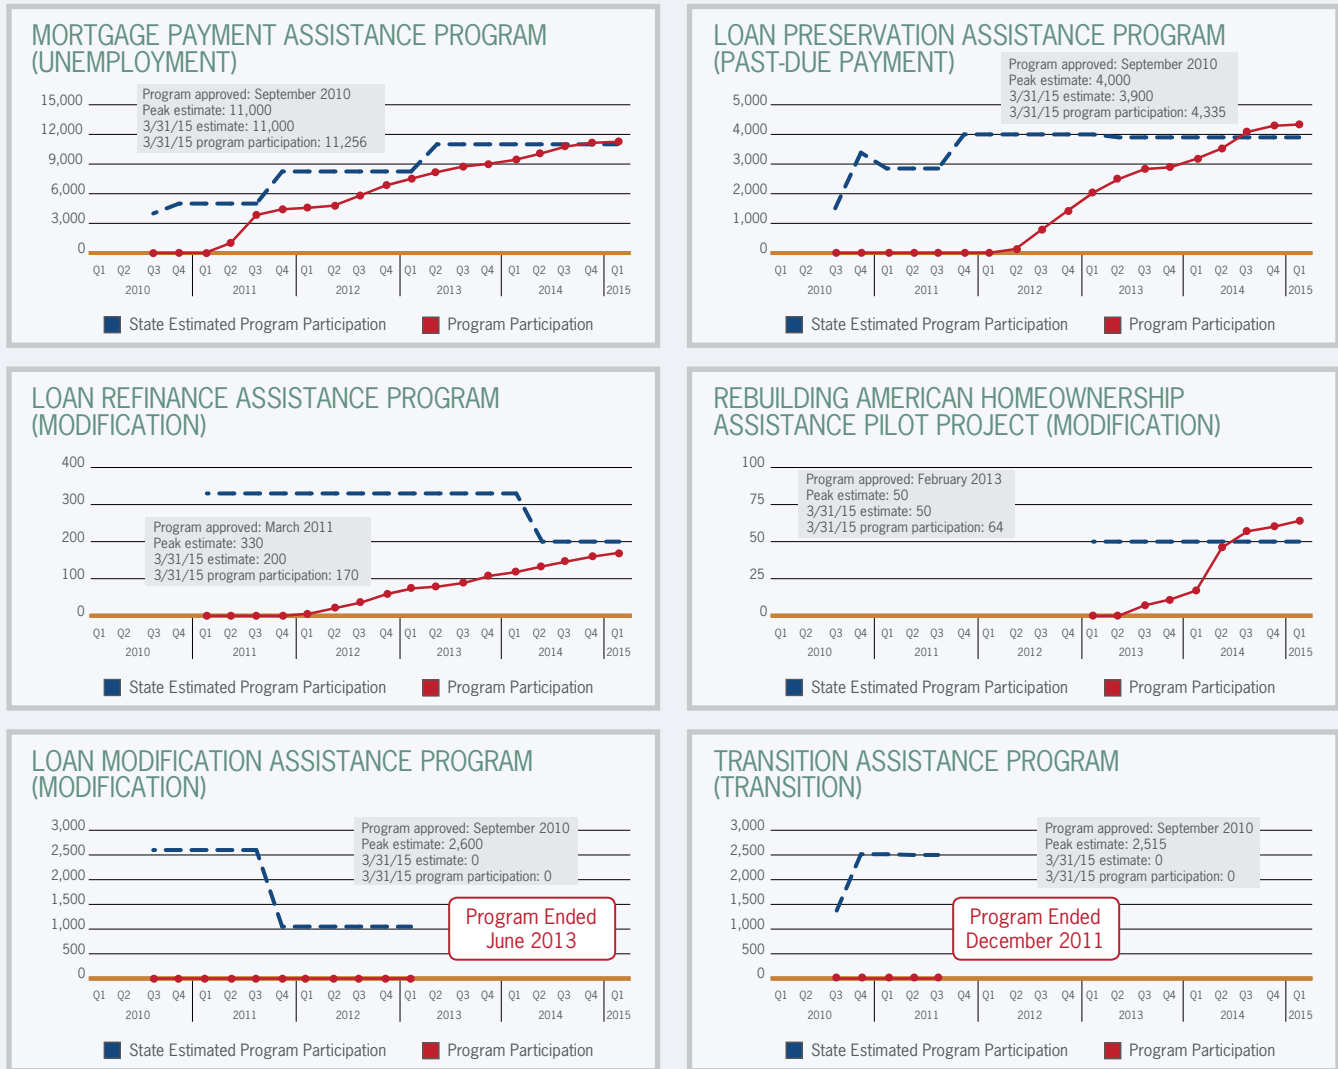 MORTGAGE PAYMENT ASSISTANCE PROGRAM
(UNEMPLOYMENT)
Program approved: September 2010
Peak estimate: 11,000
3/31/15 estimate: 11,000
3/31/15 program participation: 11,256
15,000
12,000
9,000
6,000
3,000
0
Q1 Q2 Q3 Q4 Q1 Q2 Q3 Q4 Q1 Q2 Q3 Q4 Q1 Q2 Q3 Q4 Q1 Q2 Q3 Q4 Q1
2010 2011 2012 2013 2014 2015
State Estimated Program Participation Program Participation
LOAN PRESERVATION ASSISTANCE PROGRAM
(PAST-DUE PAYMENT)
Program approved: September 2010
Peak estimate: 4,000
3/31/15 estimate: 3,900
3/31/15 program participation: 4,335
5,000
4,000
3,000
2,000
1,000
0
Q1 Q2 Q3 Q4 Q1 Q2 Q3 Q4 Q1 Q2 Q3 Q4 Q1 Q2 Q3 Q4 Q1 Q2 Q3 Q4 Q1
2010 2011 2012 2013 2014 2015
State Estimated Program Participation Program Participation
LOAN REFINANCE ASSISTANCE PROGRAM
(MODIFICATION)
400
300
200
100
0
Program approved: March 2011
Peak estimate: 330
3/31/15 estimate: 200
3/31/15 program participation: 170
Q1 Q2 Q3 Q4 Q1 Q2 Q3 Q4 Q1 Q2 Q3 Q4 Q1 Q2 Q3 Q4 Q1 Q2 Q3 Q4 Q1
2010 2011 2012 2013 2014 2015
State Estimated Program Participation Program Participation
REBUILDING AMERICAN HOMEOWNERSHIP
ASSISTANCE PILOT PROJECT (MODIFICATION)
100
75
50
25
0
Program approved: February 2013
Peak estimate: 50
3/31/15 estimate: 50
3/31/15 program participation: 64
Q1 Q2 Q3 Q4 Q1 Q2 Q3 Q4 Q1 Q2 Q3 Q4 Q1 Q2 Q3 Q4 Q1 Q2 Q3 Q4 Q1
2010 2011 2012 2013 2014 2015
State Estimated Program Participation Program Participation
LOAN MODIFICATION ASSISTANCE PROGRAM
(MODIFICATION)
3,000
2,500
2,000
1,500
1,000
500
0
Program approved: September 2010
Peak estimate: 2,600
3/31/15 estimate: 0
3/31/15 program participation: 0
Program Ended
June 2013
Q1 Q2 Q3 Q4 Q1 Q2 Q3 Q4 Q1 Q2 Q3 Q4 Q1 Q2 Q3 Q4 Q1 Q2 Q3 Q4 Q1
2010 2011 2012 2013 2014 2015
State Estimated Program Participation Program Participation
TRANSITION ASSISTANCE PROGRAM
(TRANSITION)
3,000
2,500
2,000
1,500
1,000
500
0
Program approved: September 2010
Peak estimate: 2,515
3/31/15 estimate: 0
3/31/15 program participation: 0
Program Ended
December 2011
Q1 Q2 Q3 Q4 Q1 Q2 Q3 Q4 Q1 Q2 Q3 Q4 Q1 Q2 Q3 Q4 Q1 Q2 Q3 Q4 Q1
2010 2011 2012 2013 2014 2015
State Estimated Program Participation Program Participation